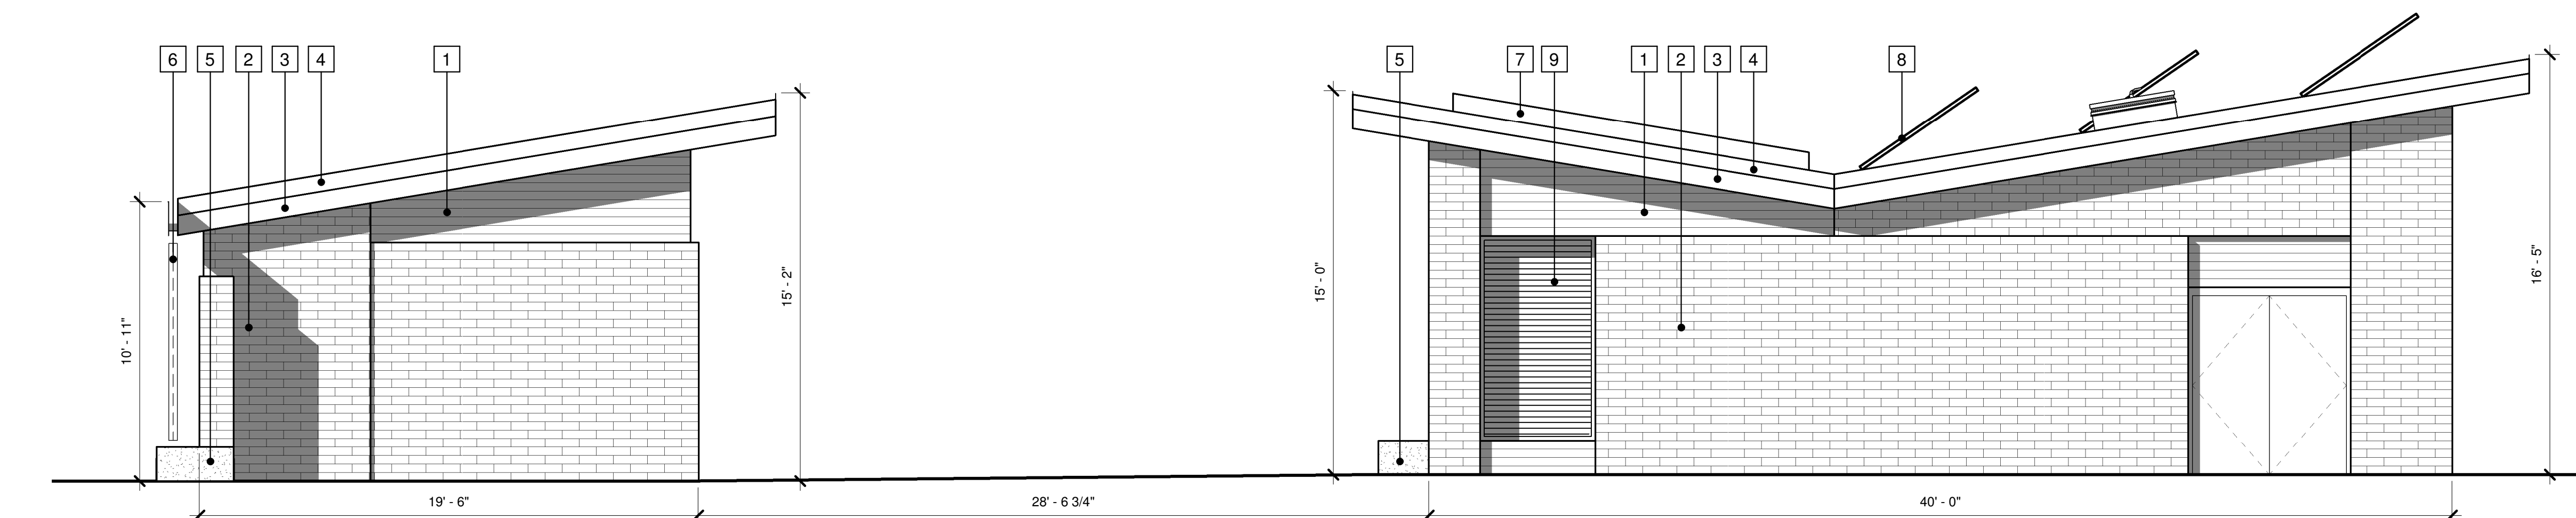 6 5 2 3 4 1 5 7 9 1 2 3 4 8
10' - 11"
15' - 2"
15' - 0"
16' - 5"
19' - 6" 28' - 6 3/4" 40' - 0"